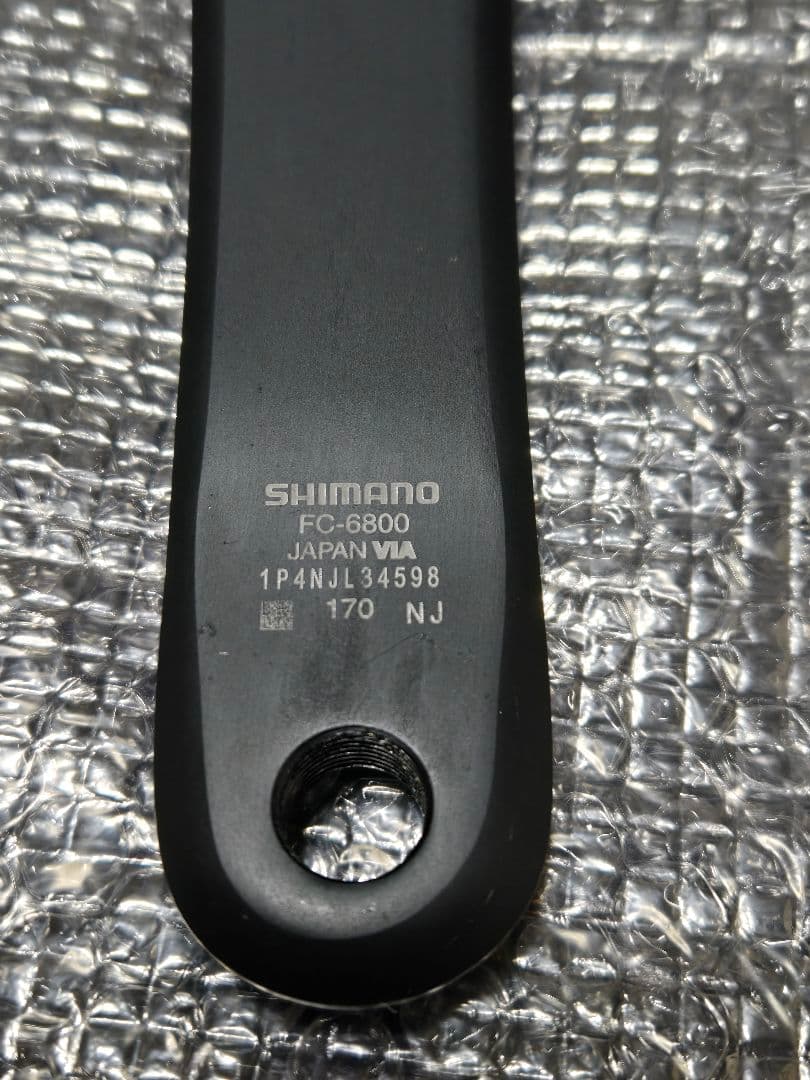 SHIMANO
FC-6800
JAPAN VIA
1P4NJL34598
170 NJ